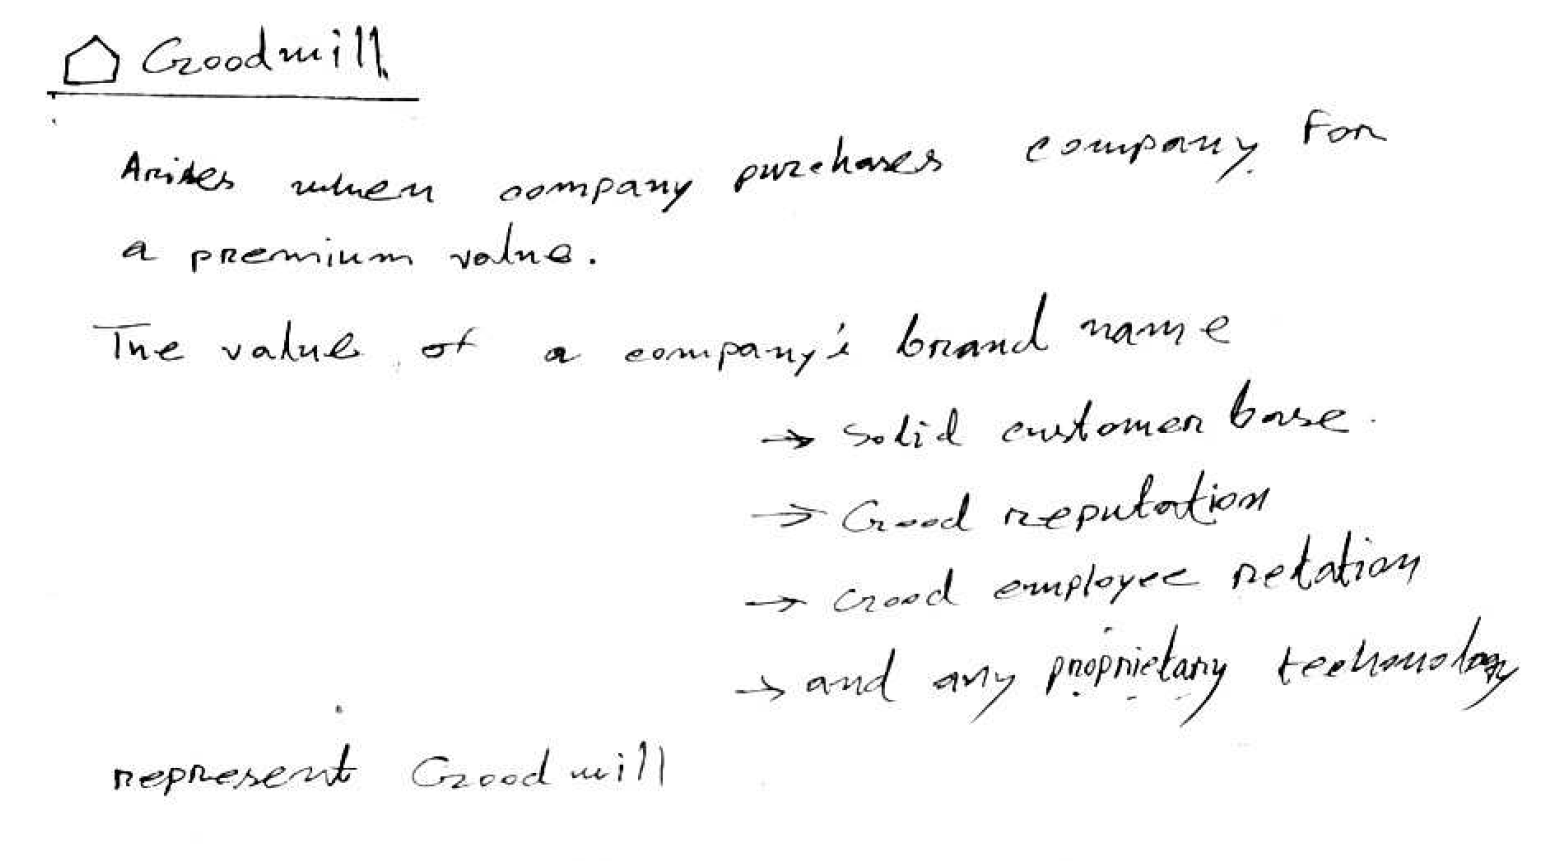 Goodwill
Arises when company purchases company for
a premium value.
The value of a company's brand name
→ Solid customer base.
→ Good reputation
→ Good employee relation
→ and any proprietary technology
represent Goodwill